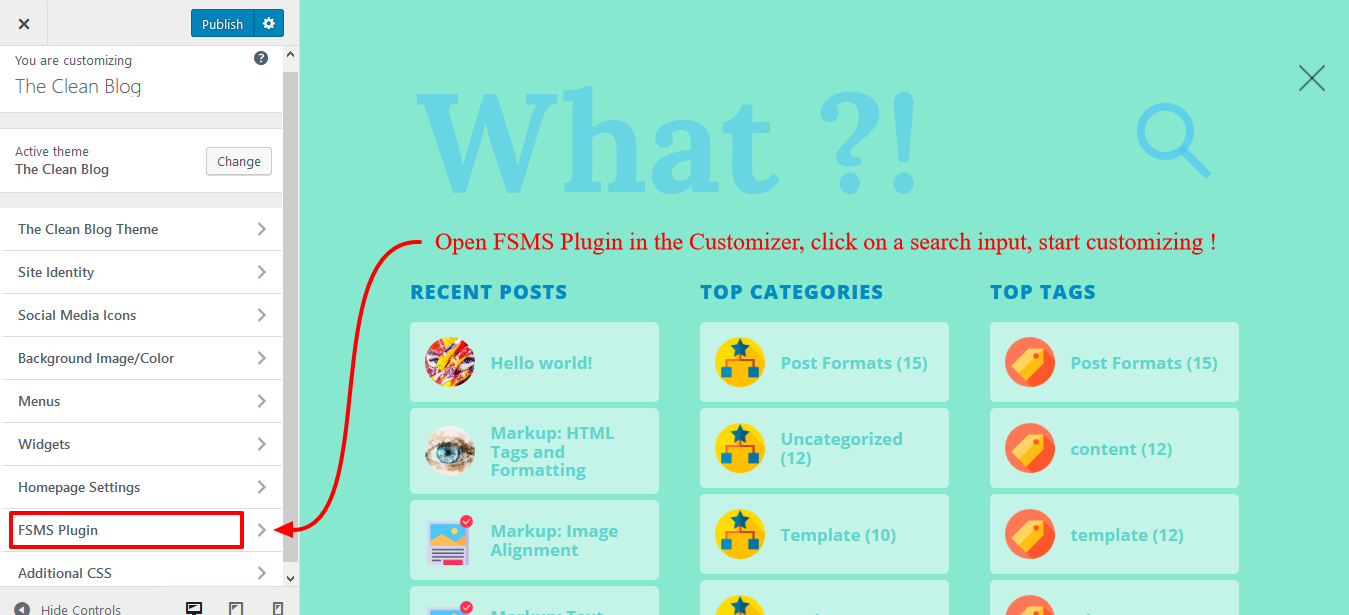 Publish
You are customizing
The Clean Blog
Active theme
The Clean Blog
Change
The Clean Blog Theme
Site Identity
Social Media Icons
Background Image/Color
Menus
Widgets
Homepage Settings
FSMS Plugin
Additional CSS
Hide Controls
What ?!
Open FSMS Plugin in the Customizer, click on a search input, start customizing !
RECENT POSTS
Hello world!
Markup: HTML
Tags and
Formatting
Markup: Image
Alignment
TOP CATEGORIES
Post Formats (15)
Uncategorized
(12)
Template (10)
TOP TAGS
Post Formats (15)
content (12)
template (12)